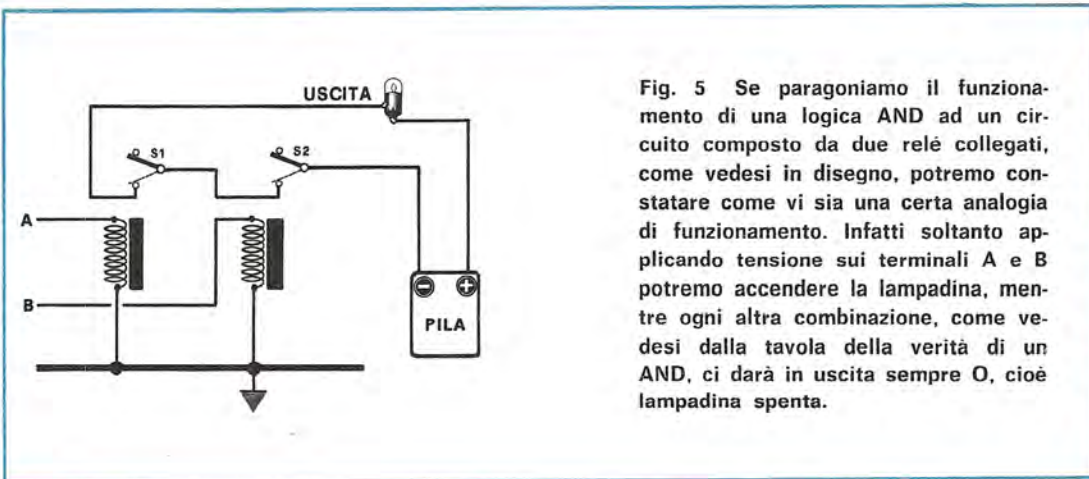 USCITA
S1
S2
A
B
PILA
Fig. 5 Se paragoniamo il funziona-
mento di una logica AND ad un cir-
cuito composto da due relé collegati,
come vedesi in disegno, potremo con-
statare come vi sia una certa analogia
di funzionamento. Infatti soltanto ap-
plicando tensione sui terminali A e B
potremo accendere la lampadina, men-
tre ogni altra combinazione, come ve-
desi dalla tavola della verità di un
AND, ci darà in uscita sempre O, cioè
lampadina spenta.